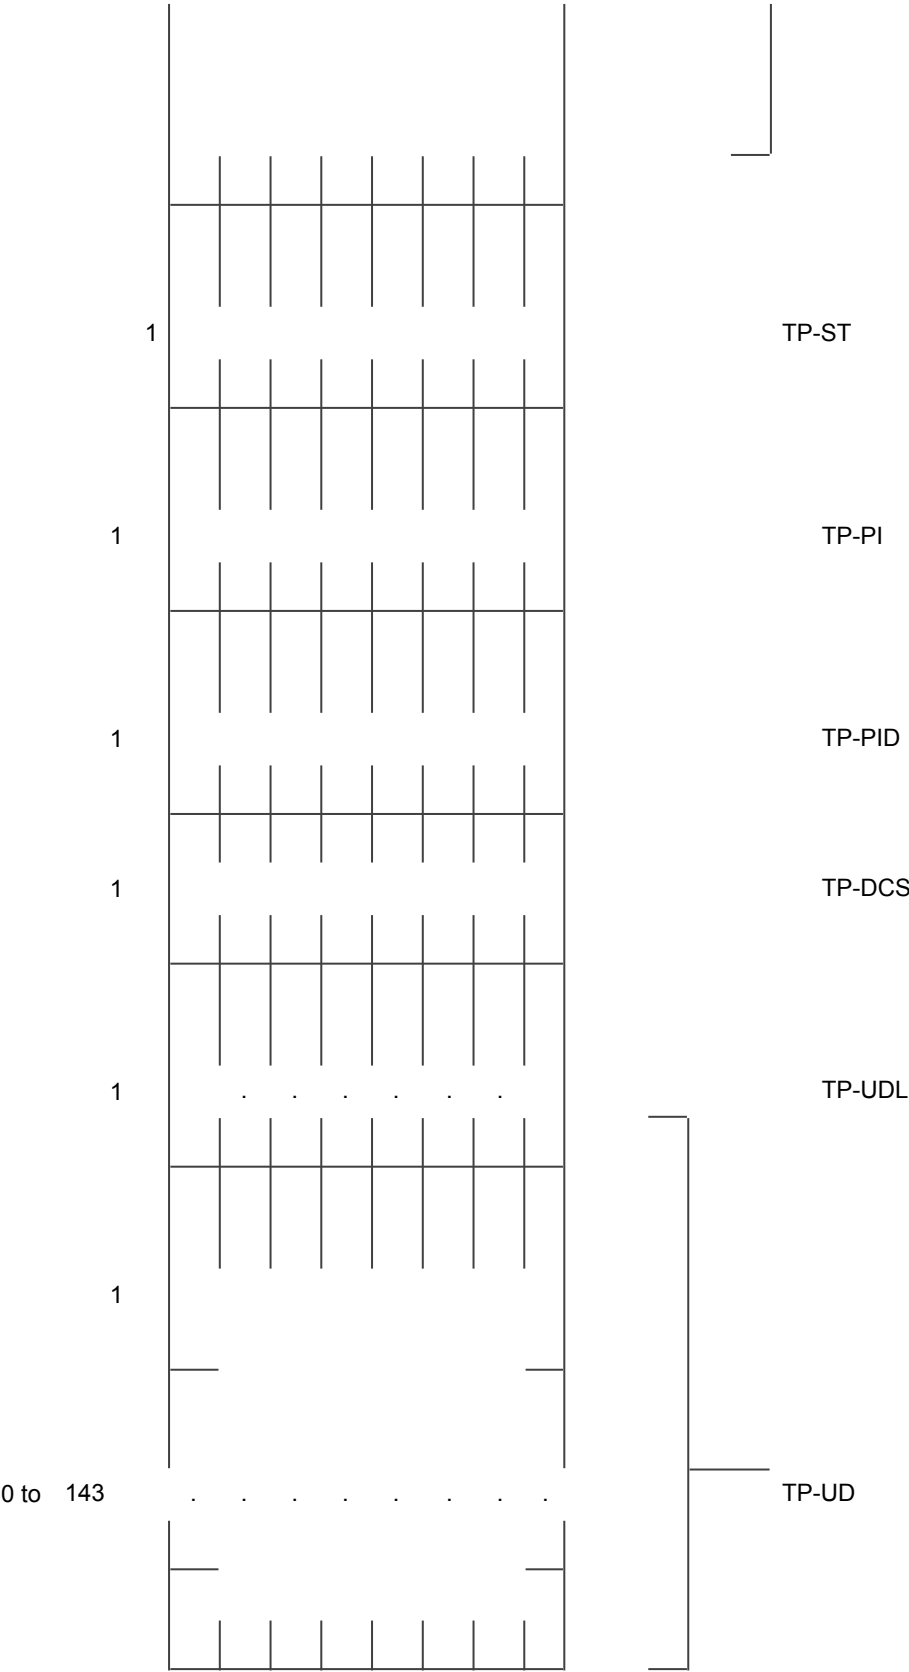 1 TP-ST
1 TP-PI
1 TP-PID
1 TP-DCS
1 . . . . . . TP-UDL
1
0 to 143 . . . . . . . . TP-UD